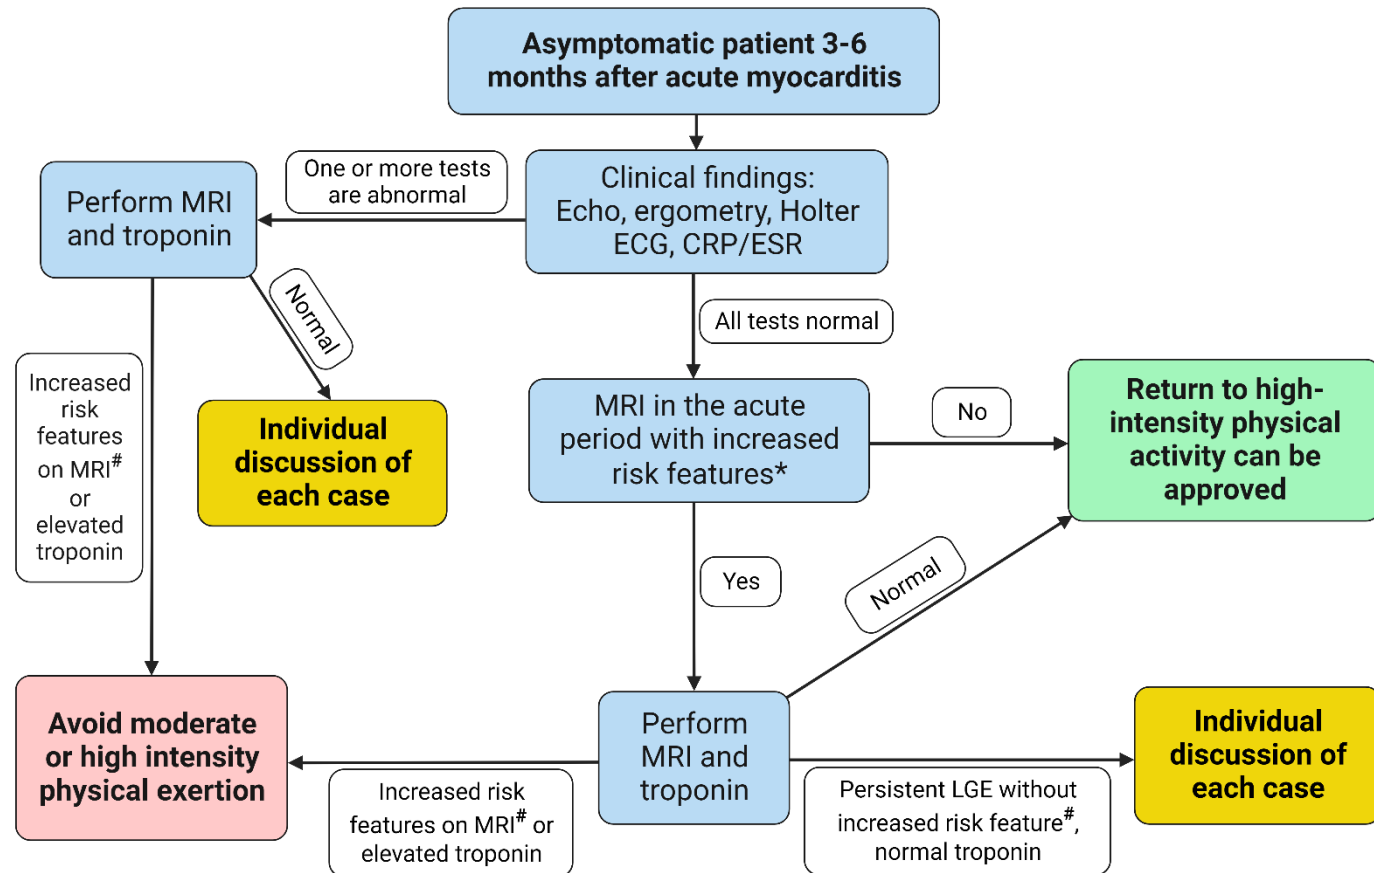 Asymptomatic patient 3-6
months after acute myocarditis
One or more tests
are abnormal
Clinical findings:
Echo, ergometry, Holter
ECG, CRP/ESR
Perform MRI
and troponin
Normal
All tests normal
Increased
risk
features
on MRI#
or
elevated
troponin
Individual
discussion of
each case
MRI in the acute
period with increased
risk features*
No
Return to high-
intensity physical
activity can be
approved
Yes
Normal
Avoid moderate
or high intensity
physical exertion
Perform
MRI and
troponin
Individual
discussion of
each case
Increased risk
features on MRI# or
elevated troponin
Persistent LGE without
increased risk feature#,
normal troponin